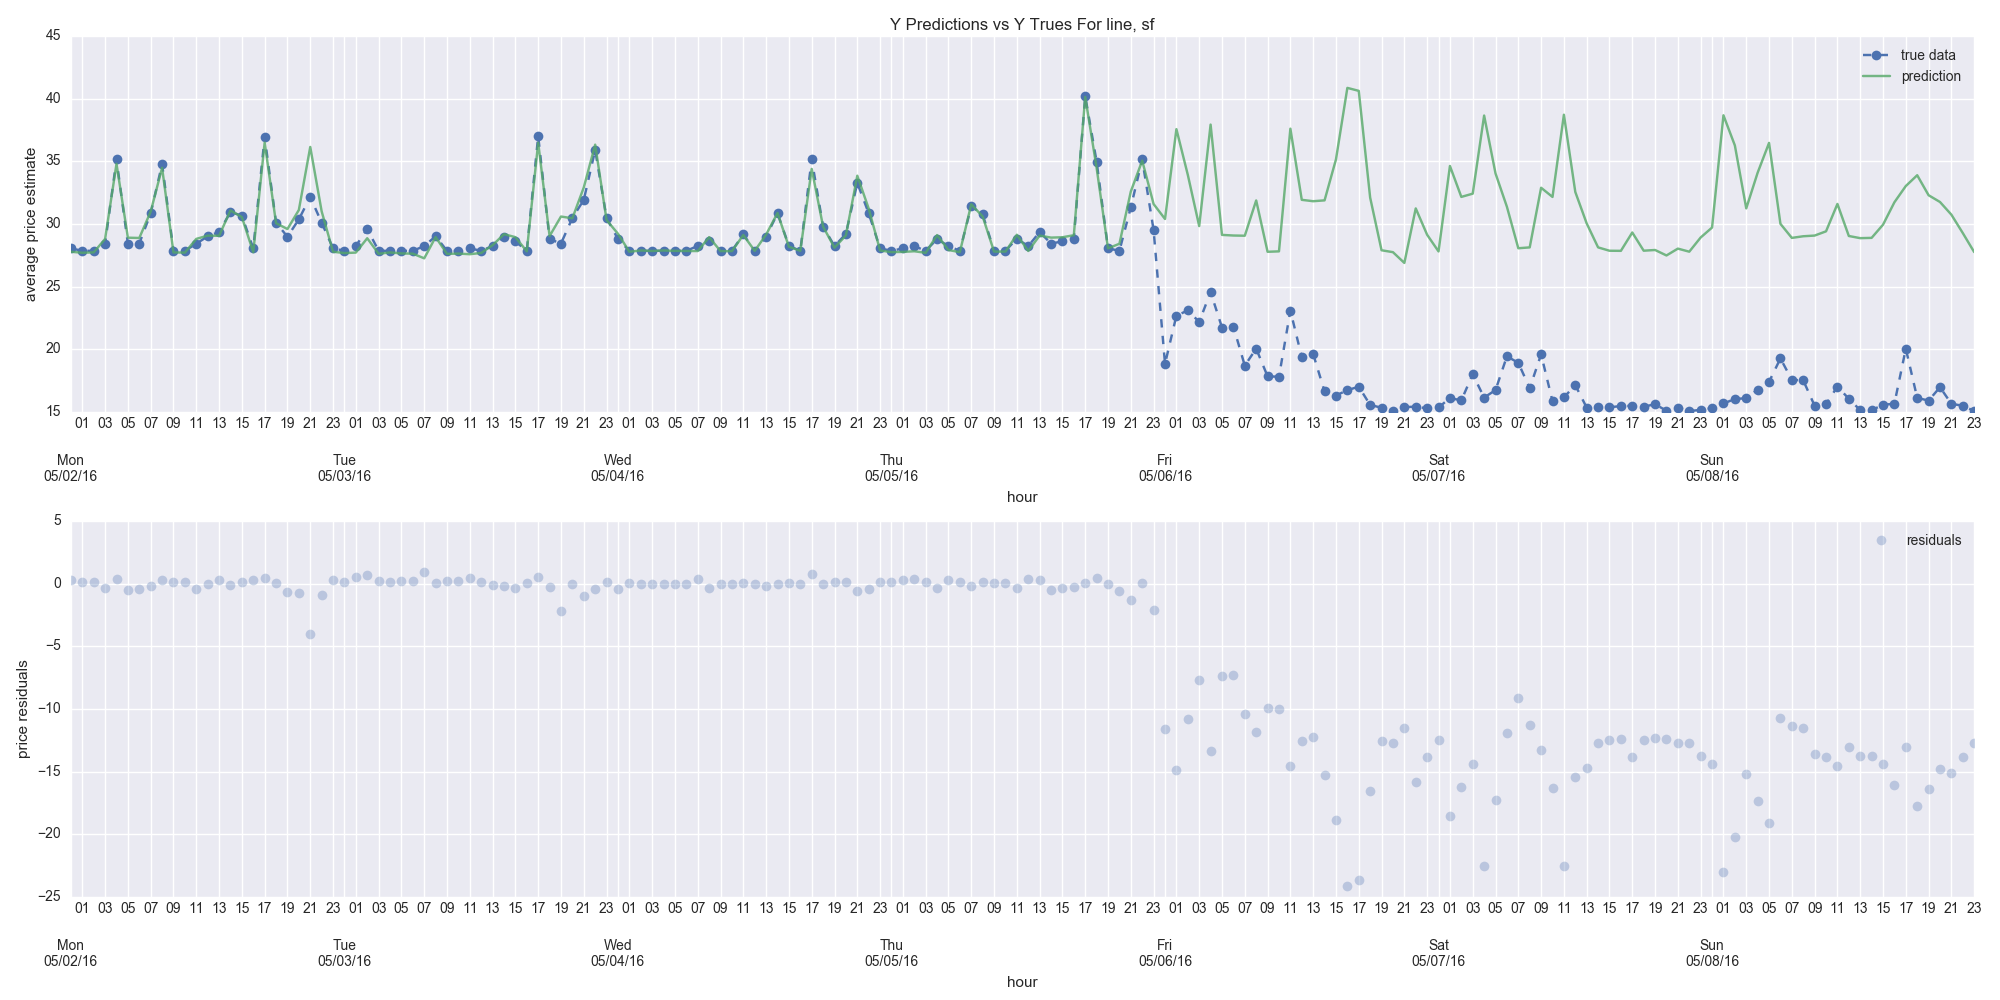 Y Predictions vs Y Trues For line, sf
45
40
35
30
25
20
15
average price estimate
true data
prediction
01 03 05 07 09 11 13 15 17 19 21 23 01 03 05 07 09 11 13 15 17 19 21 23 01 03 05 07 09 11 13 15 17 19 21 23 01 03 05 07 09 11 13 15 17 19 21 23 01 03 05 07 09 11 13 15 17 19 21 23 01 03 05 07 09 11 13 15 17 19 21 23 01 03 05 07 09 11 13 15 17 19 21 23
Mon Tue Wed Thu Fri Sat Sun
05/02/16 05/03/16 05/04/16 05/05/16 05/06/16 05/07/16 05/08/16
hour
5
0
−5
−10
−15
−20
−25
price residuals
residuals
01 03 05 07 09 11 13 15 17 19 21 23 01 03 05 07 09 11 13 15 17 19 21 23 01 03 05 07 09 11 13 15 17 19 21 23 01 03 05 07 09 11 13 15 17 19 21 23 01 03 05 07 09 11 13 15 17 19 21 23 01 03 05 07 09 11 13 15 17 19 21 23 01 03 05 07 09 11 13 15 17 19 21 23
Mon Tue Wed Thu Fri Sat Sun
05/02/16 05/03/16 05/04/16 05/05/16 05/06/16 05/07/16 05/08/16
hour